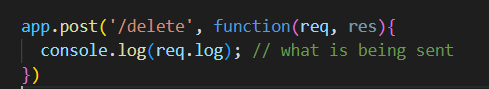 app.post('/delete', function(req, res){
  console.log(req.log); // what is being sent
})